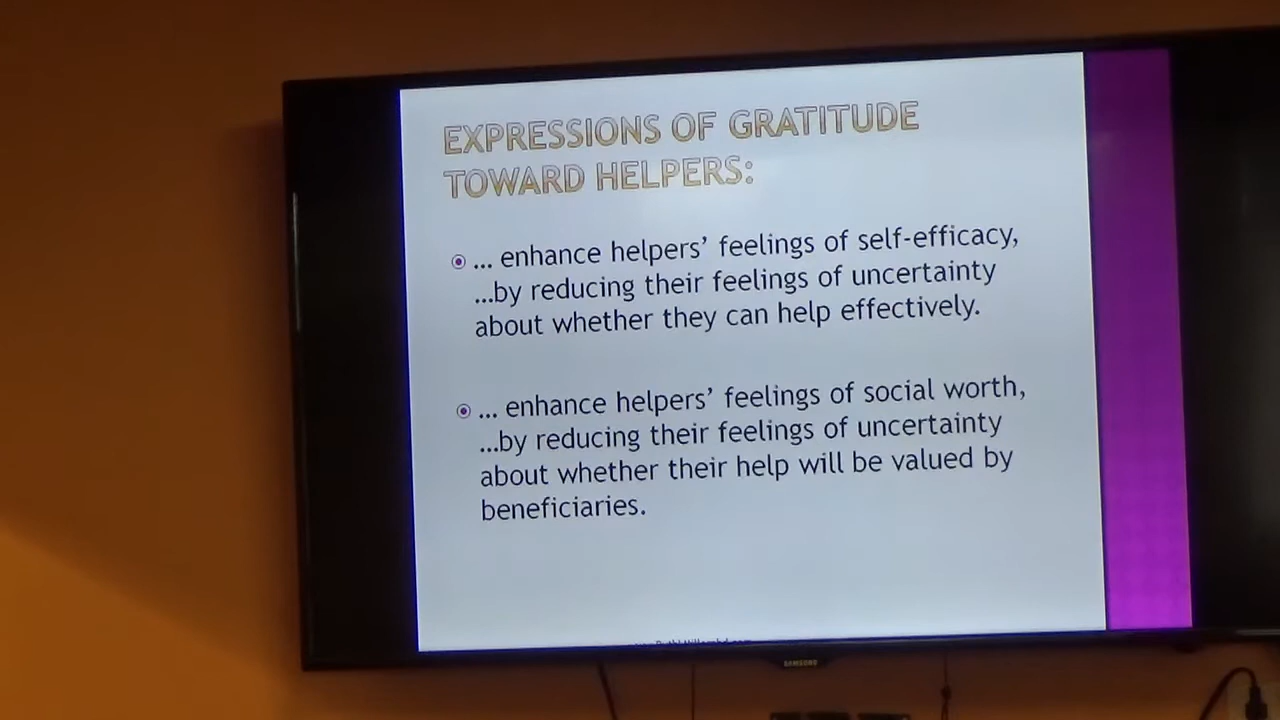 EXPRESSIONS OF GRATITUDE
TOWARD HELPERS:
... enhance helpers’ feelings of self-efficacy,
...by reducing their feelings of uncertainty
about whether they can help effectively.
... enhance helpers’ feelings of social worth,
...by reducing their feelings of uncertainty
about whether their help will be valued by
beneficiaries.
SAMSUNG